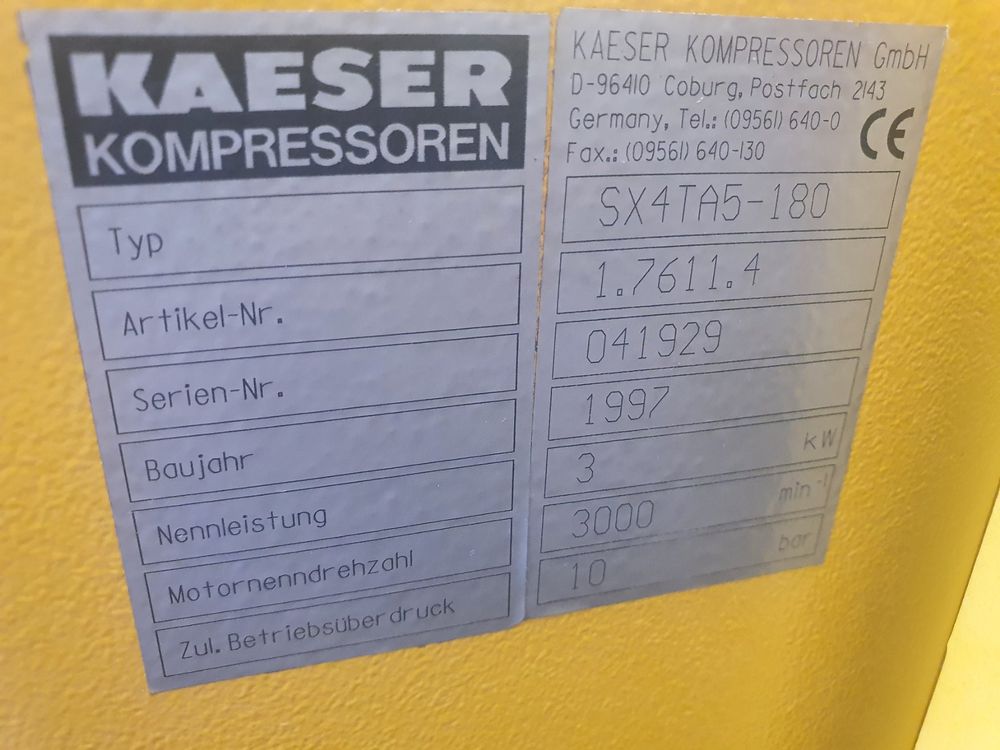 KAESER
KOMPRESSOREN
KAESER KOMPRESSOREN GmbH
D-96410 Coburg, Postfach 2143
Germany, Tel.: (09561) 640-0
Fax.: (09561) 640-130
CE
Typ SX4TA5-180
Artikel-Nr. 1.7611.4
Serien-Nr. 041929
Baujahr 1997
Nennleistung 3 kW
Motornenndrehzahl 3000 min⁻¹
Zul. Betriebsüberdruck 10 bar